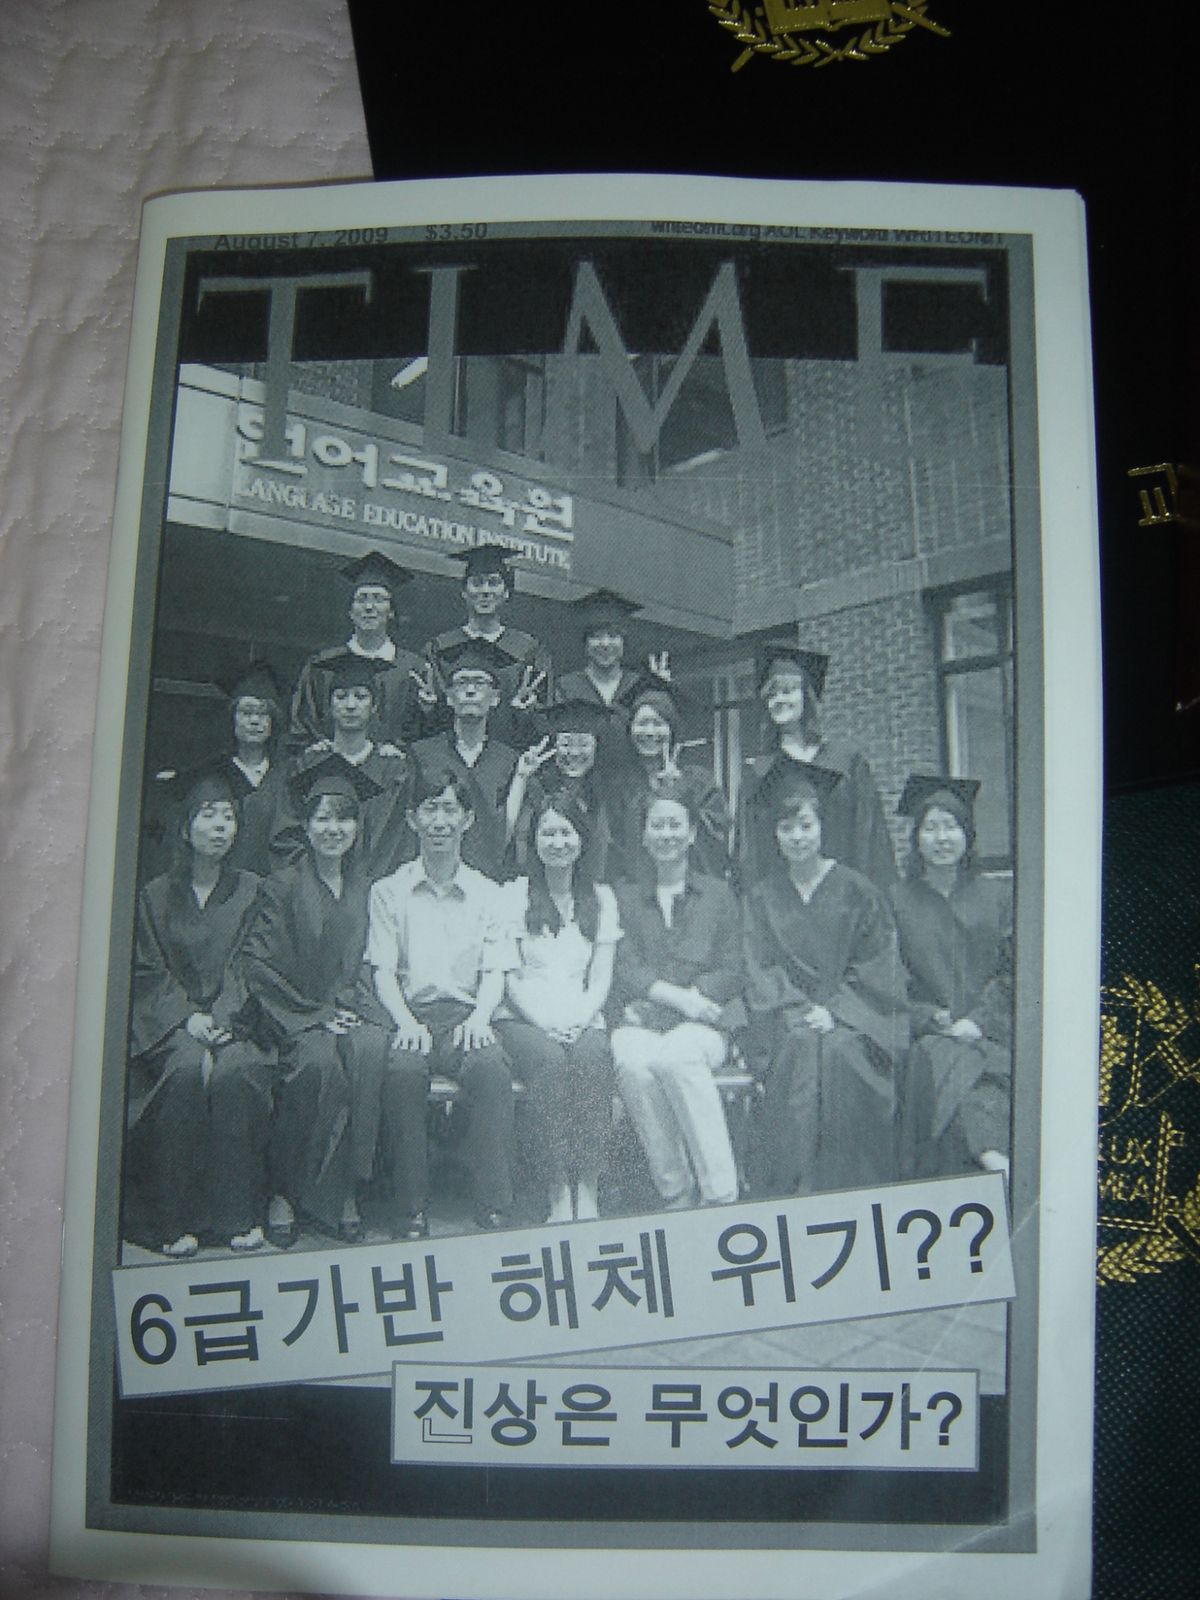 August 7, 2009 $3.50
TIME
언어교육원
LANGUAGE EDUCATION INSTITUTE
6급가반 해체 위기??
진상은 무엇인가?
LUX